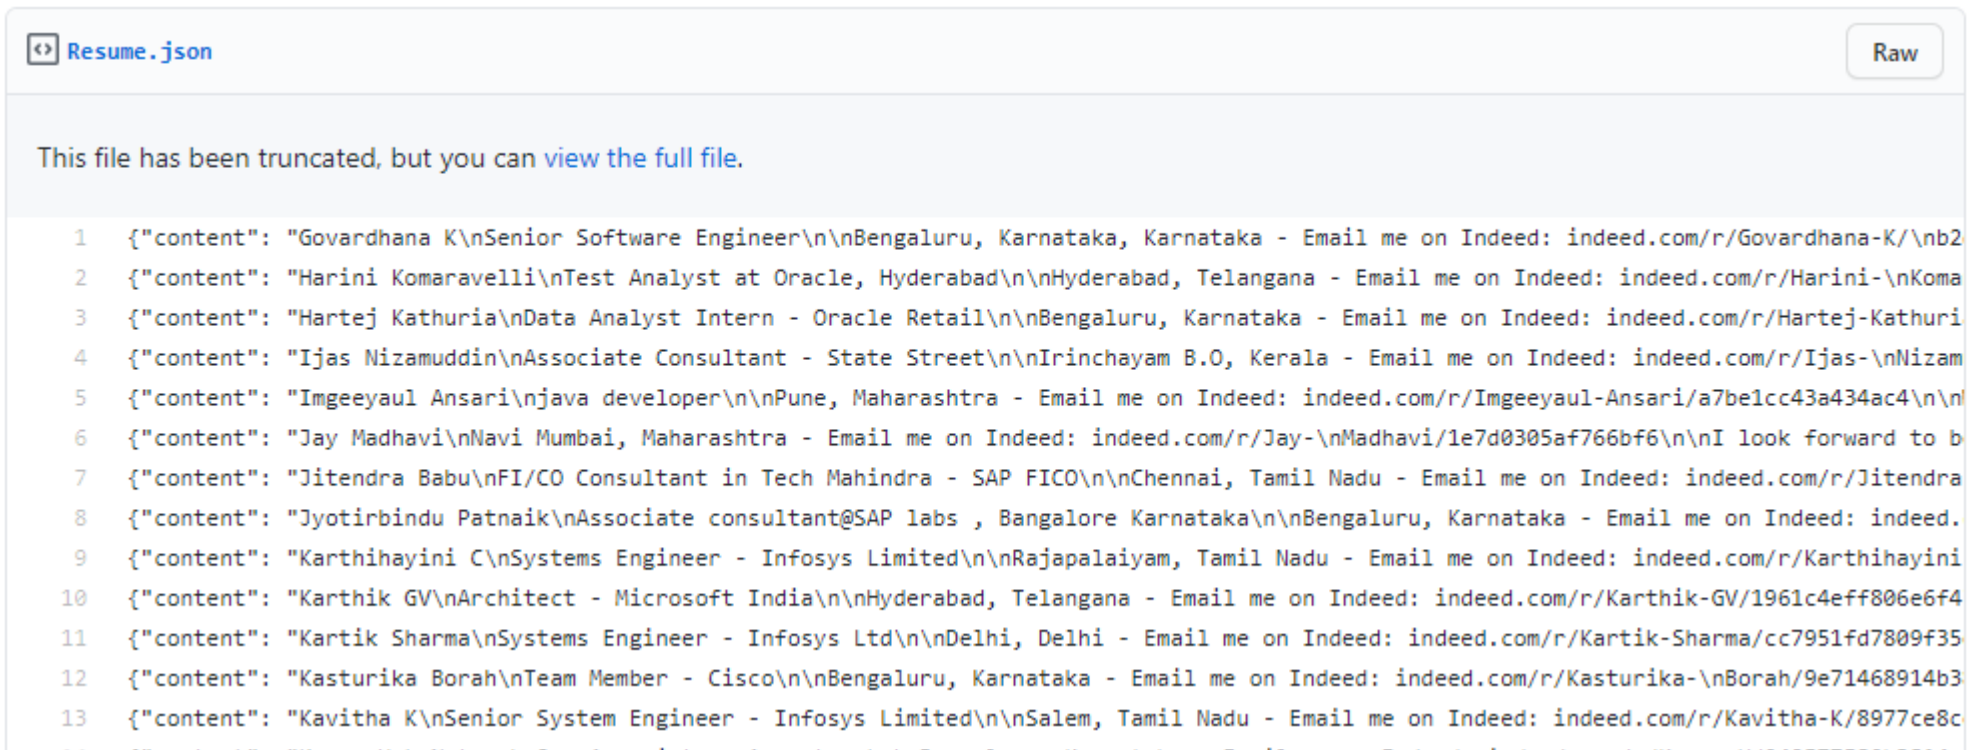 Resume.json
Raw
This file has been truncated, but you can view the full file.
1 {"content": "Govardhana K\nSenior Software Engineer\n\nBengaluru, Karnataka, Karnataka - Email me on Indeed: indeed.com/r/Govardhana-K/\nb2
2 {"content": "Harini Komaravelli\nTest Analyst at Oracle, Hyderabad\n\nHyderabad, Telangana - Email me on Indeed: indeed.com/r/Harini-\nKoma
3 {"content": "Hartej Kathuria\nData Analyst Intern - Oracle Retail\n\nBengaluru, Karnataka - Email me on Indeed: indeed.com/r/Hartej-Kathuri
4 {"content": "Ijas Nizamuddin\nAssociate Consultant - State Street\n\nIrinchayam B.O, Kerala - Email me on Indeed: indeed.com/r/Ijas-\nNizam
5 {"content": "Imgeeyaul Ansari\njava developer\n\nPune, Maharashtra - Email me on Indeed: indeed.com/r/Imgeeyaul-Ansari/a7be1cc43a434ac4\n\n
6 {"content": "Jay Madhavi\nNavi Mumbai, Maharashtra - Email me on Indeed: indeed.com/r/Jay-\nMadhavi/1e7d0305af766bf6\n\nI look forward to b
7 {"content": "Jitendra Babu\nFI/CO Consultant in Tech Mahindra - SAP FICO\n\nChennai, Tamil Nadu - Email me on Indeed: indeed.com/r/Jitendra
8 {"content": "Jyotirbindu Patnaik\nAssociate consultant@SAP labs , Bangalore Karnataka\n\nBengaluru, Karnataka - Email me on Indeed: indeed.
9 {"content": "Karthihayini C\nSystems Engineer - Infosys Limited\n\nRajapalaiyam, Tamil Nadu - Email me on Indeed: indeed.com/r/Karthihayini
10 {"content": "Karthik GV\nArchitect - Microsoft India\n\nHyderabad, Telangana - Email me on Indeed: indeed.com/r/Karthik-GV/1961c4eff806e6f4
11 {"content": "Kartik Sharma\nSystems Engineer - Infosys Ltd\n\nDelhi, Delhi - Email me on Indeed: indeed.com/r/Kartik-Sharma/cc7951fd7809f35
12 {"content": "Kasturika Borah\nTeam Member - Cisco\n\nBengaluru, Karnataka - Email me on Indeed: indeed.com/r/Kasturika-\nBorah/9e71468914b3
13 {"content": "Kavitha K\nSenior System Engineer - Infosys Limited\n\nSalem, Tamil Nadu - Email me on Indeed: indeed.com/r/Kavitha-K/8977ce8c